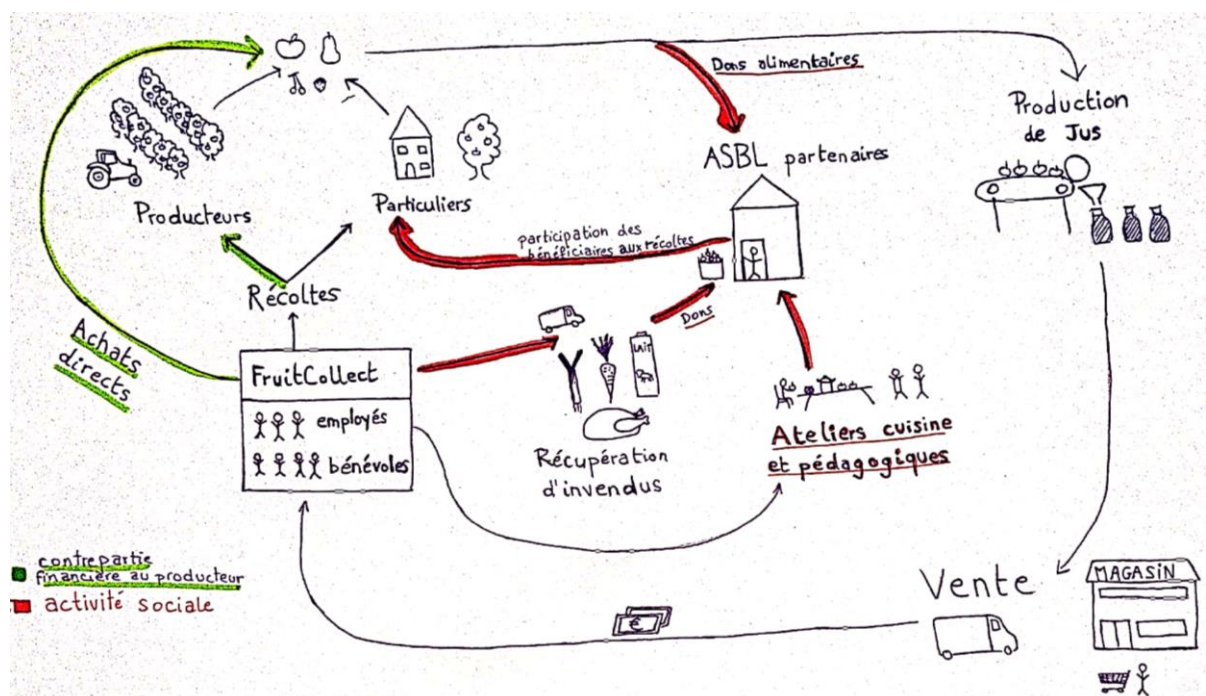 Dons alimentaires
Production
de Jus
ASBL partenaires
Producteurs
Particuliers
participation des
bénéficiaires aux récoltes
Récoltes
Dons
LAIT
Achats
directs
FruitCollect
employés
bénévoles
Récupération
d'invendus
Ateliers cuisine
et pédagogiques
contrepartie
financière au producteur
activité sociale
Vente
MAGASIN
€